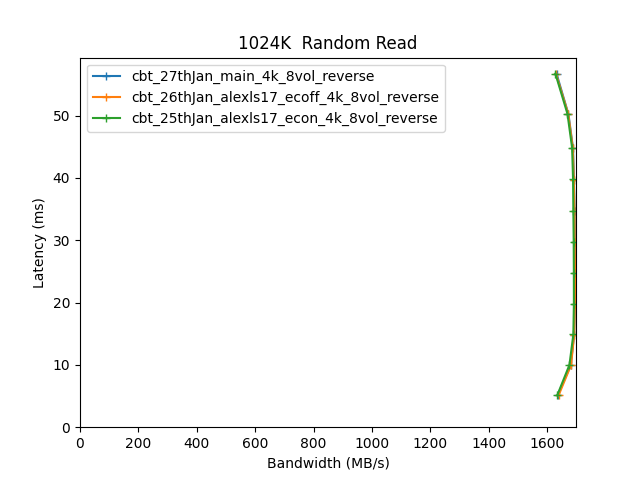 1024K  Random Read
cbt_27thJan_main_4k_8vol_reverse
cbt_26thJan_alexls17_ecoff_4k_8vol_reverse
cbt_25thJan_alexls17_econ_4k_8vol_reverse
50
40
30
20
10
0
Latency (ms)
0 200 400 600 800 1000 1200 1400 1600
Bandwidth (MB/s)